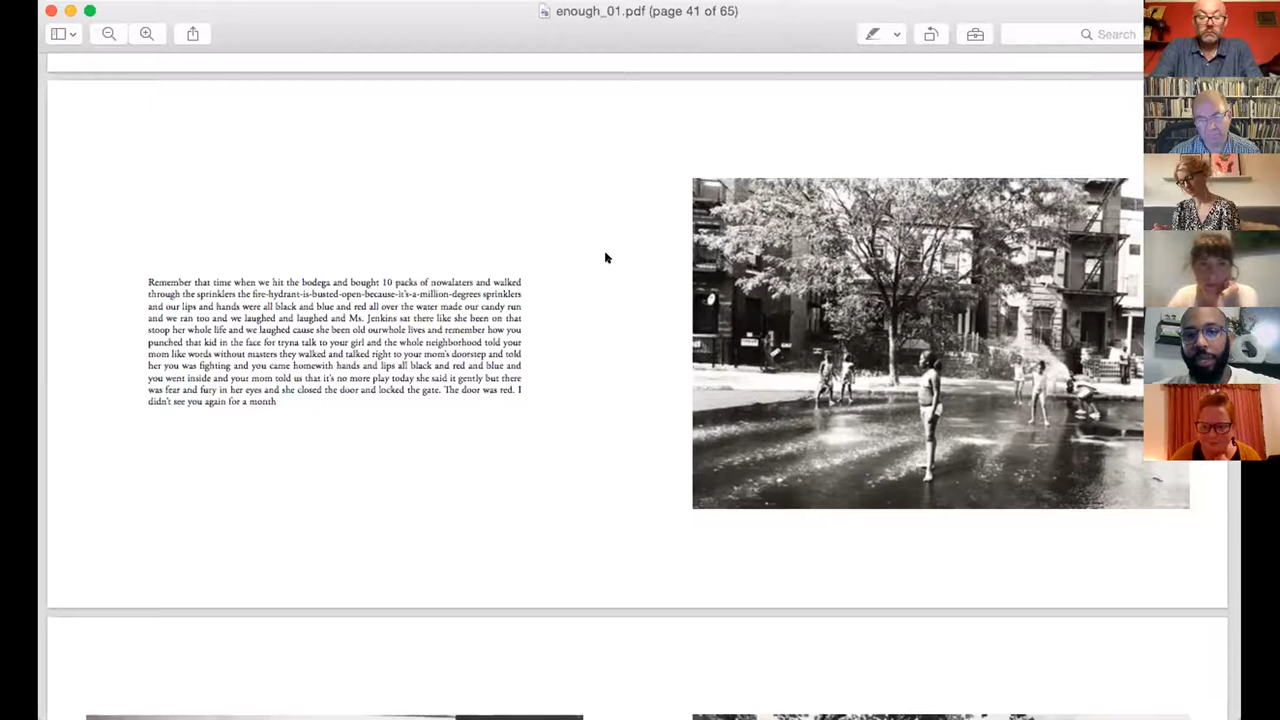 enough_01.pdf (page 41 of 65)
Search
Remember that time when we hit the bodega and bought 10 packs of nowalaters and walked
through the sprinklers the fire-hydrant-is-busted-open-because-it's-a-million-degrees sprinklers
and our lips and hands were all black and blue and red all over the water made our candy run
and we ran too and we laughed and laughed and Ms. Jenkins sat there like she been on that
stoop her whole life and we laughed cause she been old ourwhole lives and remember how you
punched that kid in the face for tryna talk to your girl and the whole neighborhood told your
mom like words without masters they walked and talked right to your mom's doorstep and told
her you was fighting and you came homewith hands and lips all black and red and blue and
you went inside and your mom told us that it's no more play today she said it gently but there
was fear and fury in her eyes and she closed the door and locked the gate. The door was red. I
didn't see you again for a month